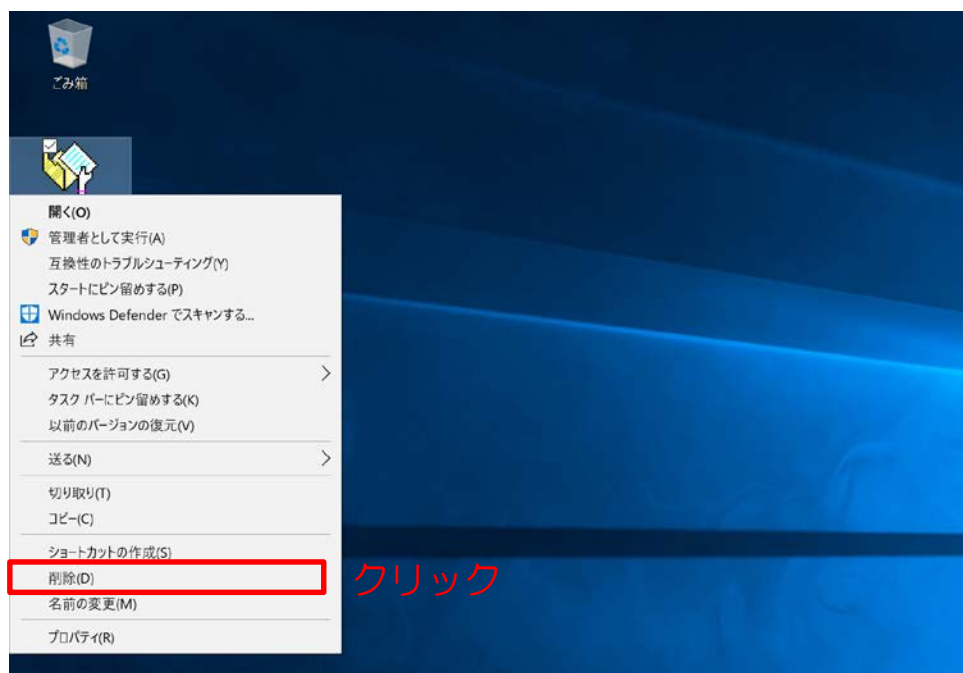 ごみ箱
開く(O)
管理者として実行(A)
互換性のトラブルシューティング(Y)
スタートにピン留めする(P)
Windows Defender でスキャンする...
共有
アクセスを許可する(G)
タスク バーにピン留めする(K)
以前のバージョンの復元(V)
送る(N)
切り取り(T)
コピー(C)
ショートカットの作成(S)
削除(D)
クリック
名前の変更(M)
プロパティ(R)